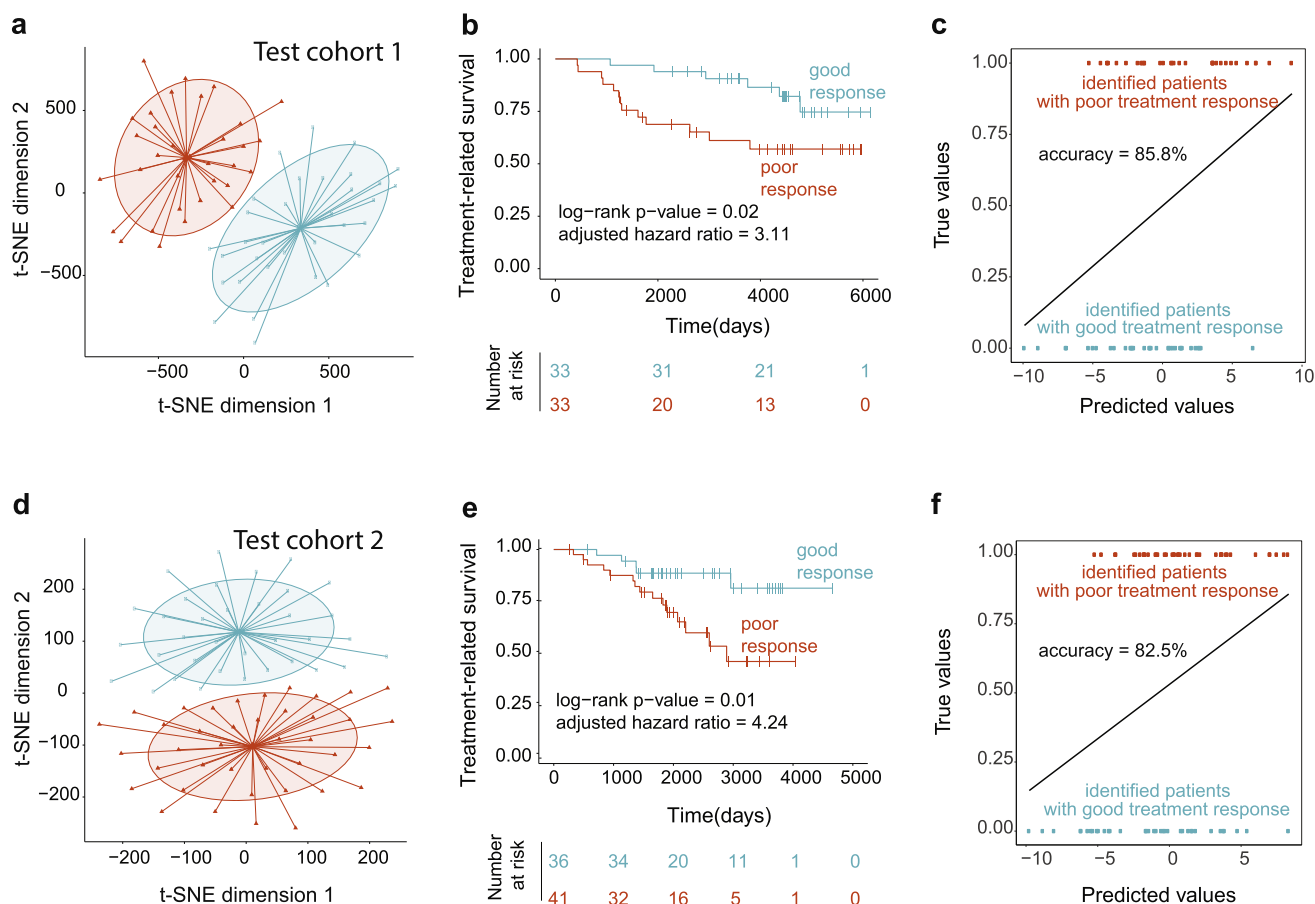 a
Test cohort 1
t-SNE dimension 2
500
0
−500
−500
0
500
t-SNE dimension 1
b
Treatment-related survival
1.00
0.75
0.50
0.25
0.00
good
response
poor
response
log−rank p−value = 0.02
adjusted hazard ratio = 3.11
0
2000
4000
6000
Time(days)
Number
at risk
33
31
21
1
33
20
13
0
c
True values
1.00
0.75
0.50
0.25
0.00
identified patients
with poor treatment response
accuracy = 85.8%
identified patients
with good treatment response
−10
−5
0
5
10
Predicted values
d
Test cohort 2
t-SNE dimension 2
200
100
0
−100
−200
−200
−100
0
100
200
t-SNE dimension 1
e
Treatment-related survival
1.00
0.75
0.50
0.25
0.00
good
response
poor
response
log−rank p−value = 0.01
adjusted hazard ratio = 4.24
0
1000
2000
3000
4000
5000
Time(days)
Number
at risk
36
34
20
11
1
0
41
32
16
5
1
0
f
True values
1.00
0.75
0.50
0.25
0.00
identified patients
with poor treatment response
accuracy = 82.5%
identified patients
with good treatment response
−10
−5
0
5
Predicted values